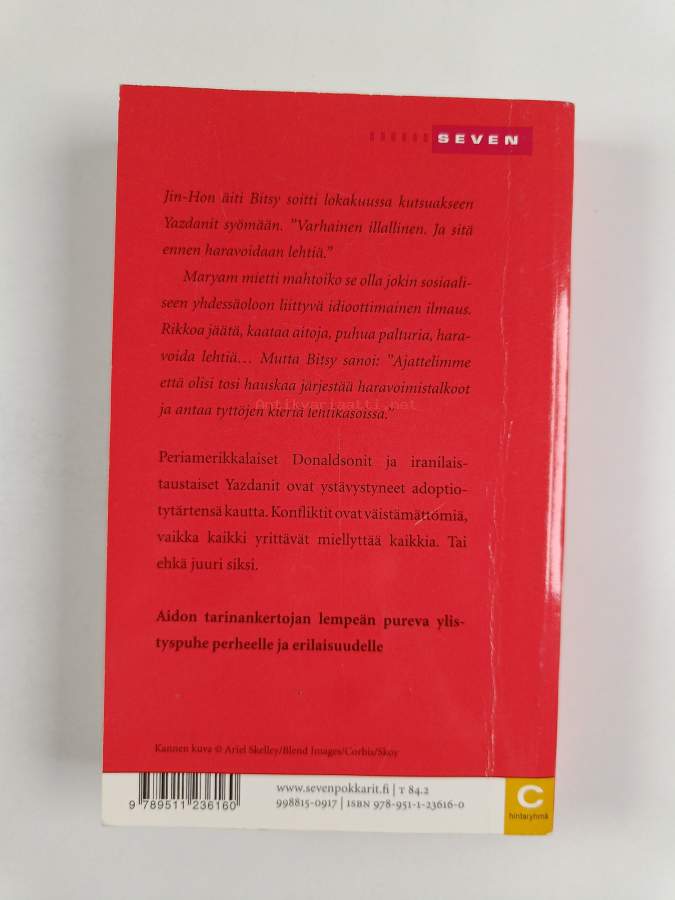 SEVEN
Jin-Hon äiti Bitsy soitti lokakuussa kutsuakseen
Yazdanit syömään. ”Varhainen illallinen. Ja sitä
ennen haravoidaan lehtiä.”
Maryam mietti mahtoiko se olla jokin sosiaali-
seen yhdessäoloon liittyvä idioottimainen ilmaus.
Rikkoa jäätä, kaataa aitoja, puhua palturia, hara-
voida lehtiä… Mutta Bitsy sanoi: ”Ajattelimme
että olisi tosi hauskaa järjestää haravoimistalkoot
ja antaa tyttöjen kieriä lehtikasoissa.”
Antikvariaatti.net
Periamerikkalaiset Donaldsonit ja iranilais-
taustaiset Yazdanit ovat ystävystyneet adoptio-
tytärtensä kautta. Konfliktit ovat väistämättömiä,
vaikka kaikki yrittävät miellyttää kaikkia. Tai
ehkä juuri siksi.
Aidon tarinankertojan lempeän pureva ylis-
tyspuhe perheelle ja erilaisuudelle
Kannen kuva © Ariel Skelley/Blend Images/Corbis/Skoy
9 789511 236160
www.sevenpokkarit.fi | T 84.2
998815-0917 | ISBN 978-951-1-23616-0
C
hintaryhmä